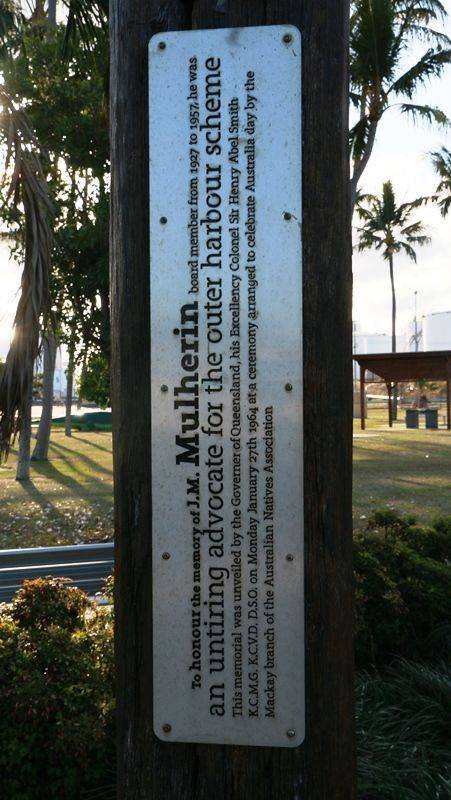 To honour the memory of J.M. Mulherin board member from 1927 to 1957, he was
an untiring advocate for the outer harbour scheme
This memorial was unveiled by the Governer of Queensland, his Excellency Colonel Sir Henry Abel Smith
K.C.M.G. K.C.V.D. D.S.O. on Monday January 27th 1964 at a ceremony arranged to celebrate Australia day by the
Mackay branch of the Australian Natives Association